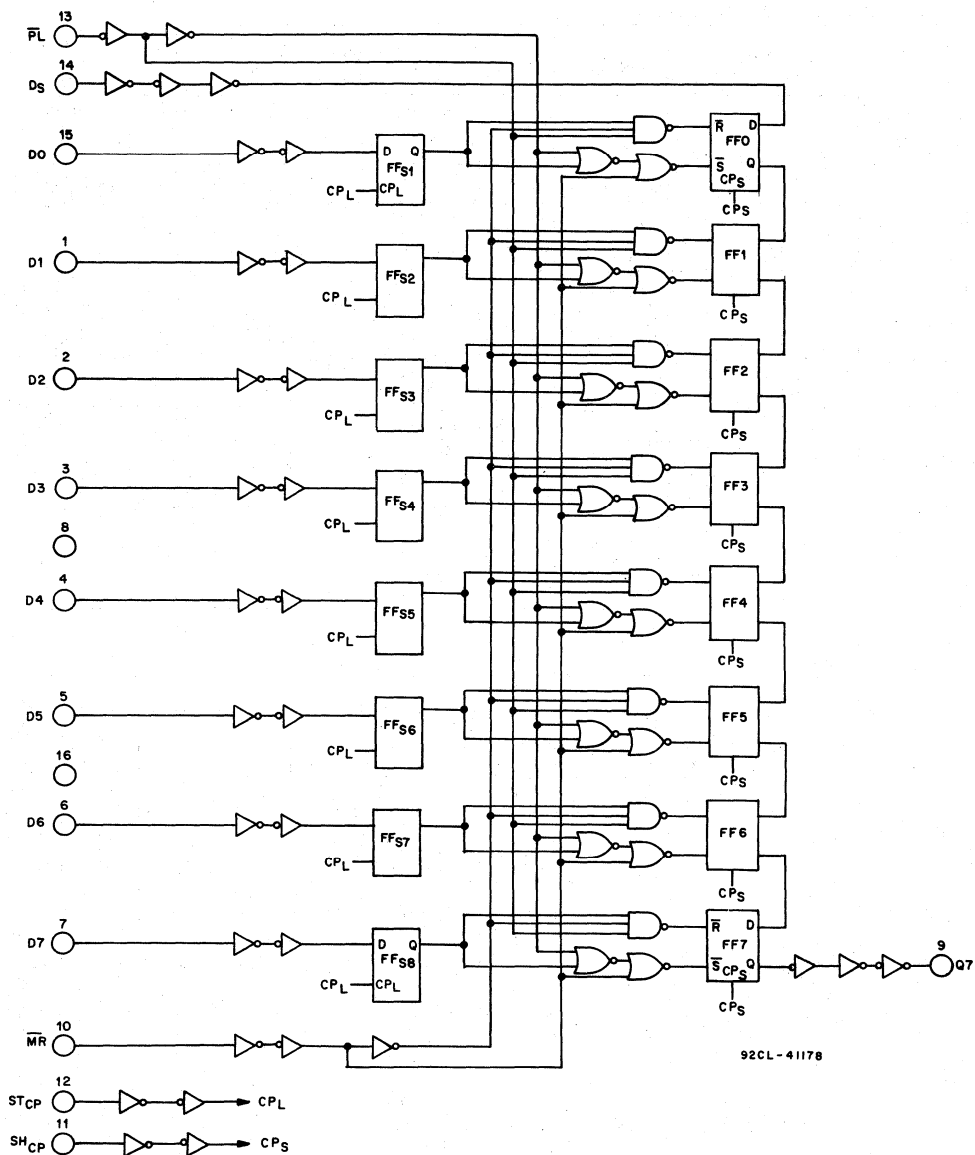 13
PL
14
DS
15
D0
D Q
FFS1
CPL
CPL
R D
FF0
S Q
CPS
CPS
1
D1
FFS2
CPL
FF1
CPS
2
D2
FFS3
CPL
FF2
CPS
3
D3
FFS4
CPL
FF3
CPS
8
4
D4
FFS5
CPL
FF4
CPS
5
D5
FFS6
CPL
FF5
CPS
16
6
D6
FFS7
CPL
FF6
CPS
7
D7
D Q
FFS8
CPL
CPL
R D
FF7
S Q
CPS
CPS
9
Q7
10
MR
92CL-41178
12
STCP
CPL
11
SHCP
CPS